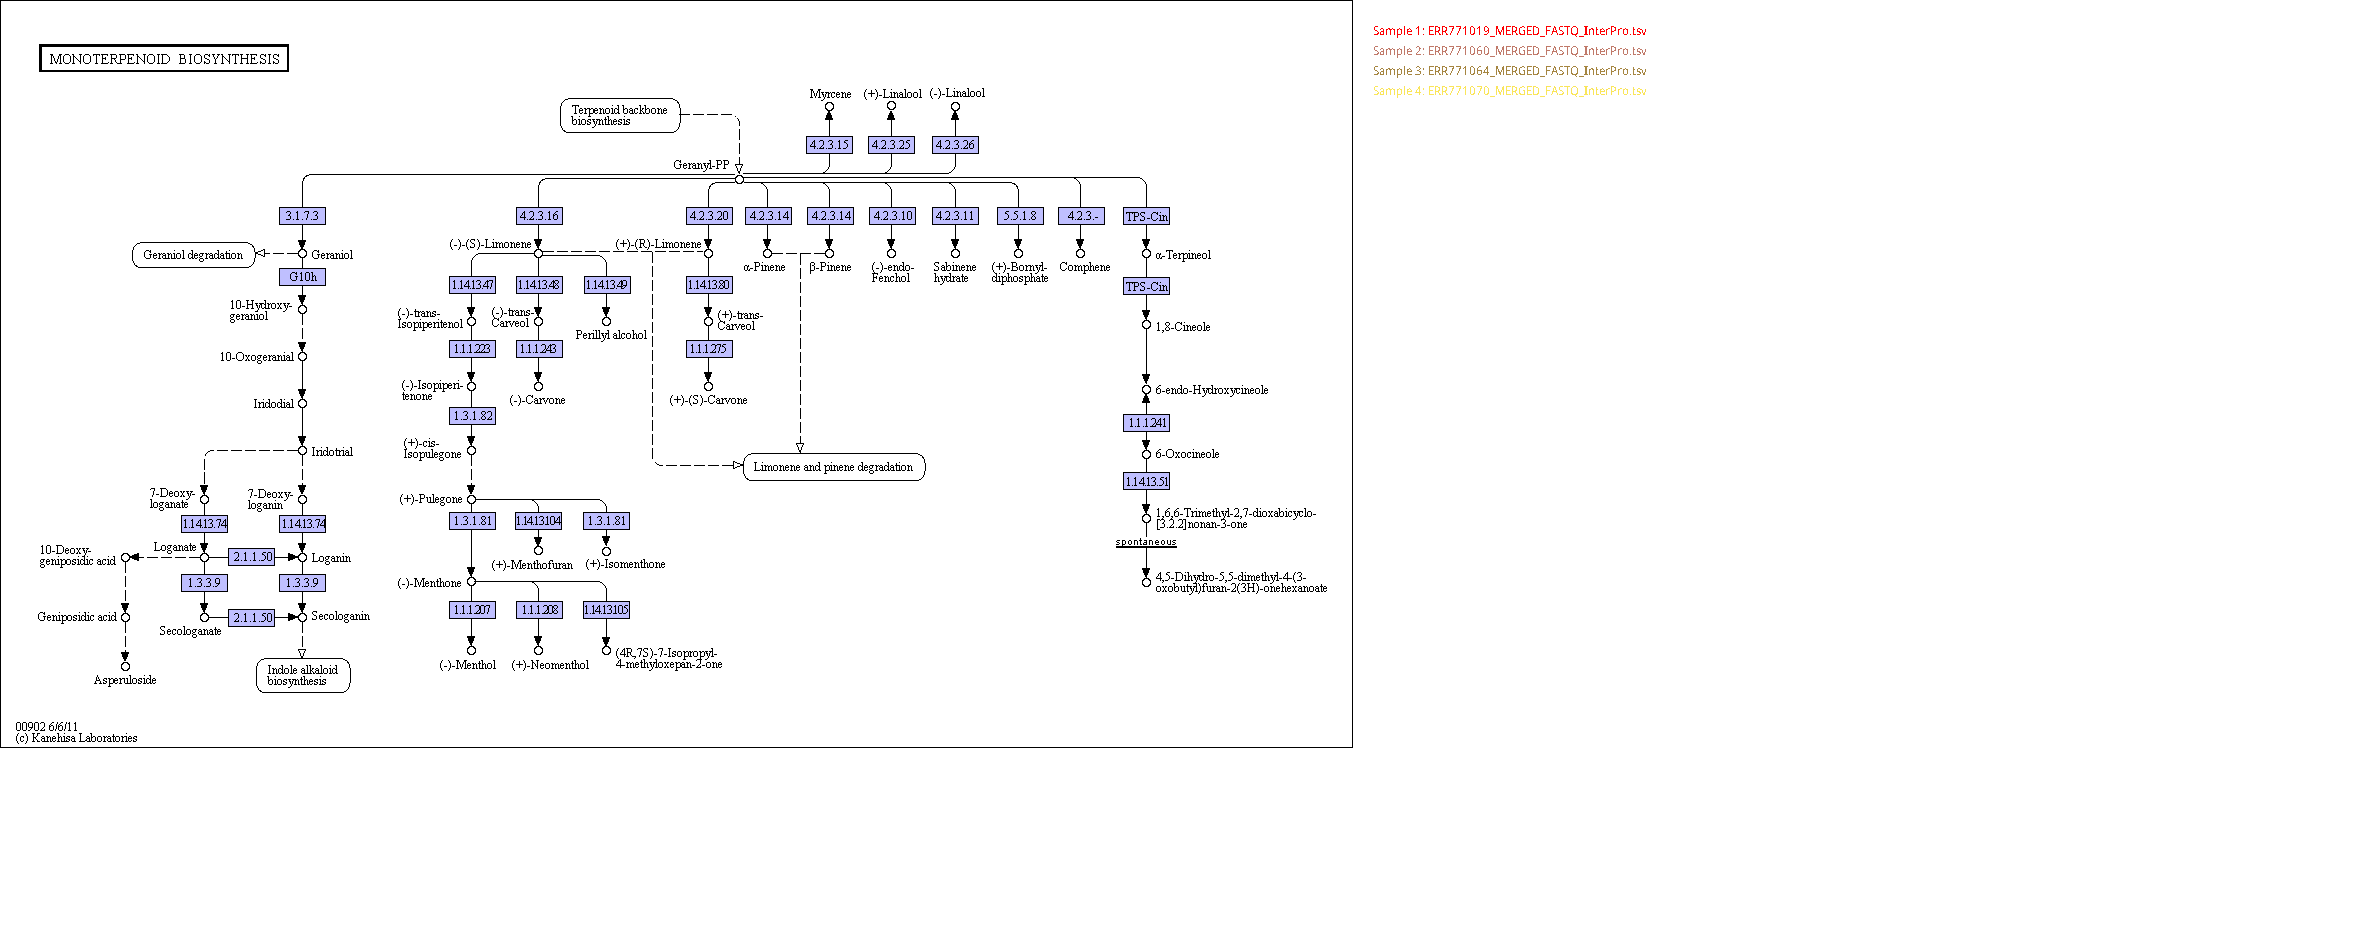 MONOTERPENOID BIOSYNTHESIS
Sample 1: ERR771019_MERGED_FASTQ_InterPro.tsv
Sample 2: ERR771060_MERGED_FASTQ_InterPro.tsv
Sample 3: ERR771064_MERGED_FASTQ_InterPro.tsv
Sample 4: ERR771070_MERGED_FASTQ_InterPro.tsv
Terpenoid backbone
biosynthesis
Myrcene
(+)-Linalool
(-)-Linalool
4.2.3.15
4.2.3.25
4.2.3.26
Geranyl-PP
3.1.7.3
4.2.3.16
4.2.3.20
4.2.3.14
4.2.3.14
4.2.3.10
4.2.3.11
5.5.1.8
4.2.3.-
TPS-Cin
Geraniol degradation
Geraniol
(-)-(S)-Limonene
(+)-(R)-Limonene
α-Pinene
β-Pinene
(-)-endo-
Fenchol
Sabinene
hydrate
(+)-Bornyl-
diphosphate
Comphene
α-Terpineol
G10h
1.14.13.47
1.14.13.48
1.14.13.49
1.14.13.80
TPS-Cin
10-Hydroxy-
geraniol
(-)-trans-
Isopiperitenol
(-)-trans-
Carveol
Perillyl alcohol
(+)-trans-
Carveol
1,8-Cineole
10-Oxogeranial
1.1.1.223
1.1.1.243
1.1.1.275
(-)-Isopiperi-
tenone
(-)-Carvone
(+)-(S)-Carvone
6-endo-Hydroxycineole
Iridodial
1.3.1.82
1.1.1.241
Iridotrial
(+)-cis-
Isopulegone
6-Oxocineole
Limonene and pinene degradation
1.14.13.51
7-Deoxy-
loganate
7-Deoxy-
loganin
(+)-Pulegone
1.14.13.74
1.14.13.74
1.3.1.81
1.14.13.104
1.3.1.81
1,6,6-Trimethyl-2,7-dioxabicyclo-
[3.2.2]nonan-3-one
spontaneous
10-Deoxy-
geniposidic acid
Loganate
2.1.1.50
Loganin
(+)-Menthofuran
(+)-Isomenthone
1.3.3.9
1.3.3.9
(-)-Menthone
4,5-Dihydro-5,5-dimethyl-4-(3-
oxobutyl)furan-2(3H)-onehexanoate
1.1.1.207
1.1.1.208
1.14.13.105
Geniposidic acid
Secologanate
2.1.1.50
Secologanin
(-)-Menthol
(+)-Neomenthol
(4R,7S)-7-Isopropyl-
4-methyloxepan-2-one
Asperuloside
Indole alkaloid
biosynthesis
00902 6/6/11
(c) Kanehisa Laboratories